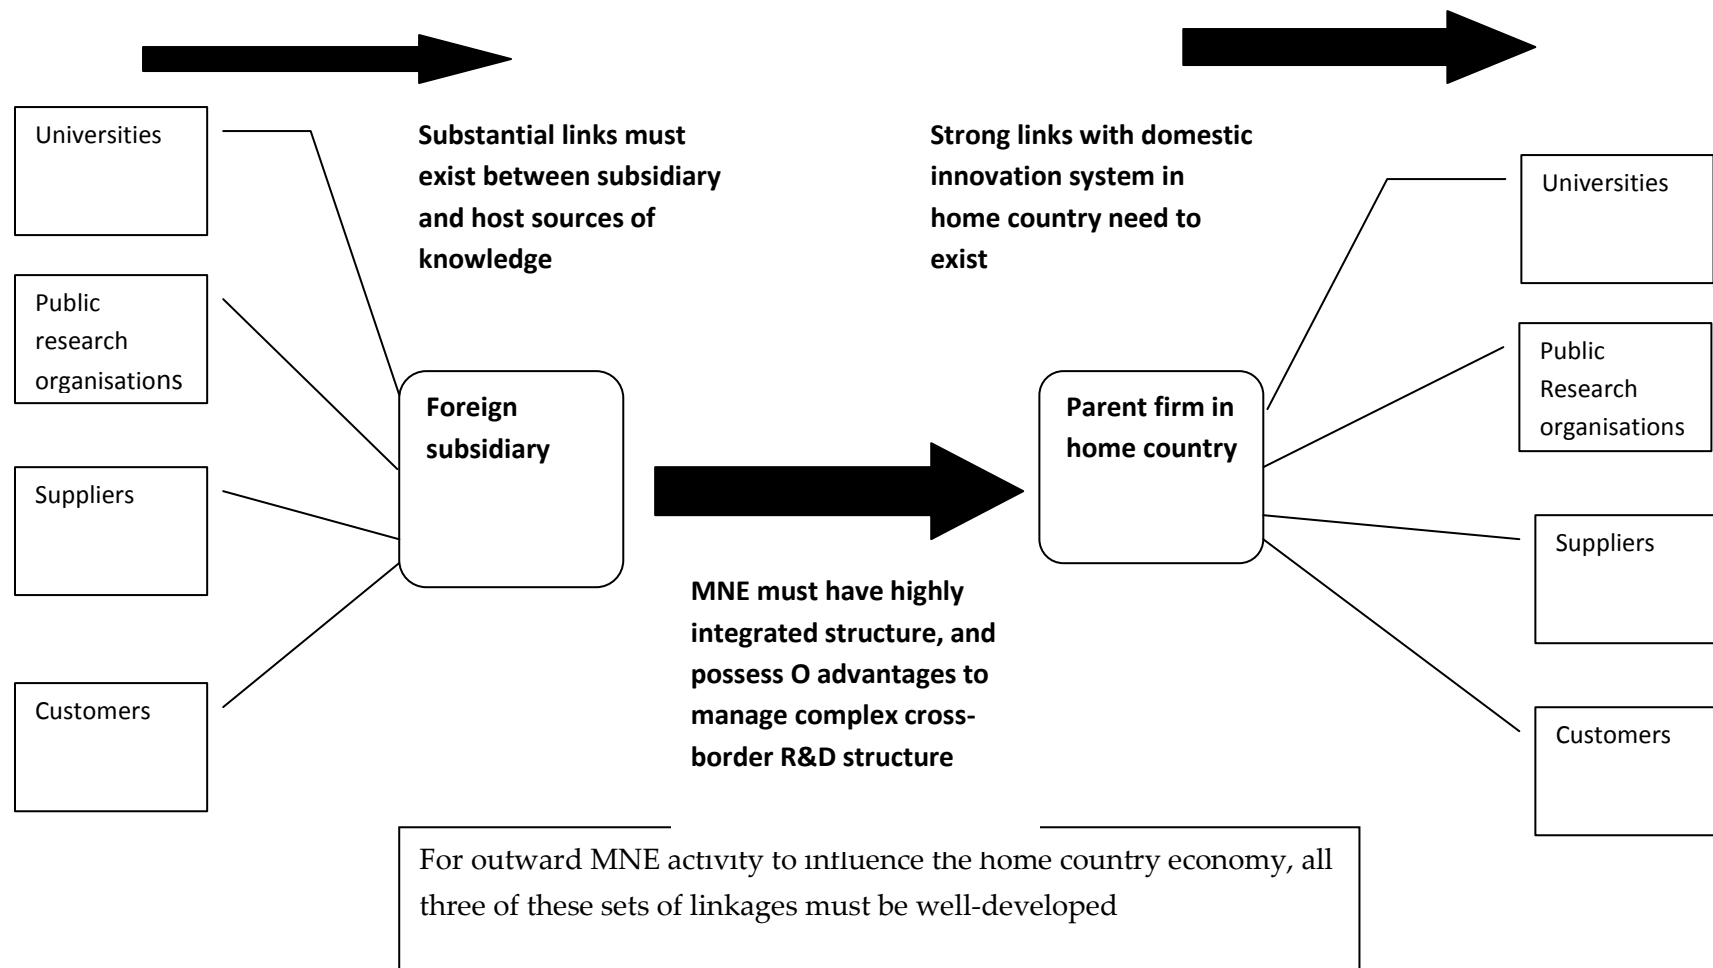 Universities
Public
research
organisations
Suppliers
Customers
Substantial links must
exist between subsidiary
and host sources of
knowledge
Foreign
subsidiary
MNE must have highly
integrated structure, and
possess O advantages to
manage complex cross-
border R&D structure
Strong links with domestic
innovation system in
home country need to
exist
Parent firm in
home country
Universities
Public
Research
organisations
Suppliers
Customers
For outward MNE activity to influence the home country economy, all
three of these sets of linkages must be well-developed